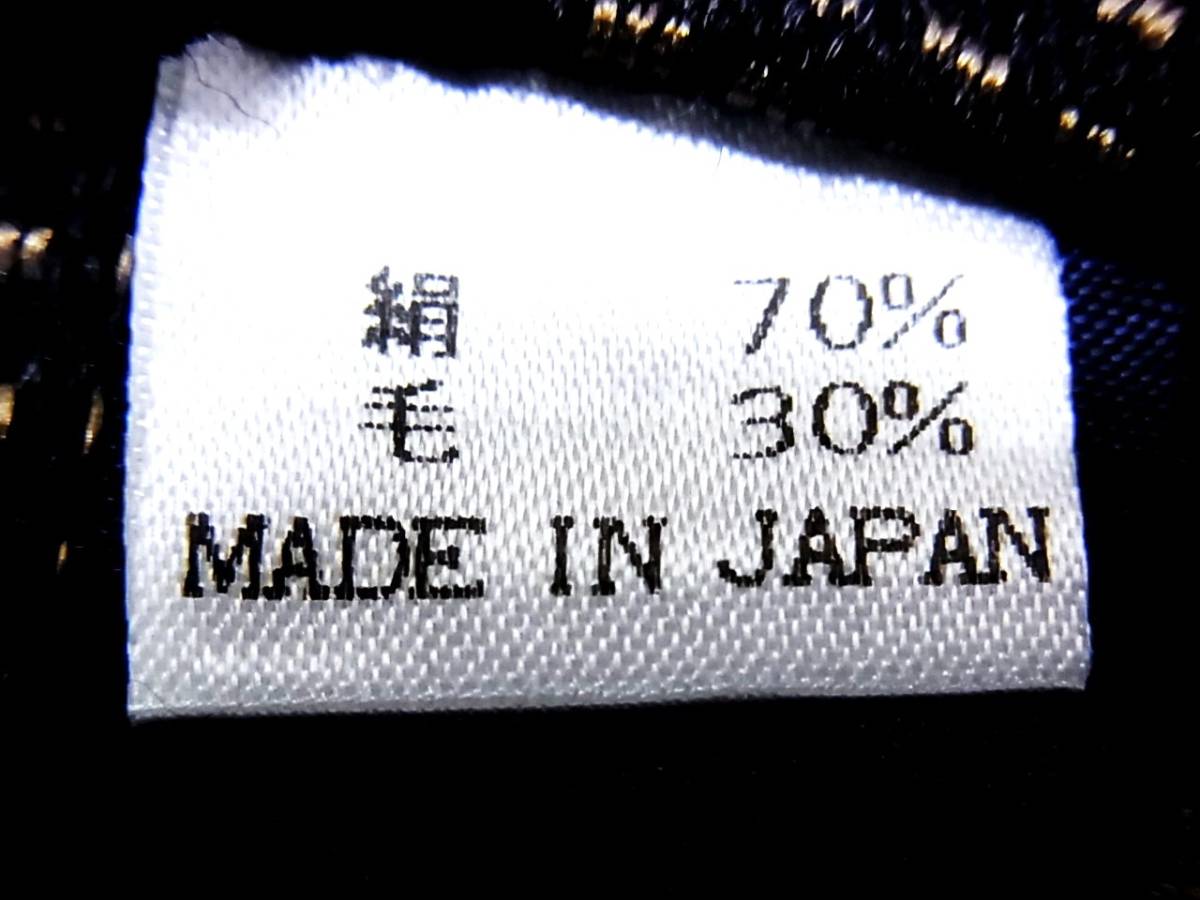 絹 70%
毛 30%
MADE IN JAPAN